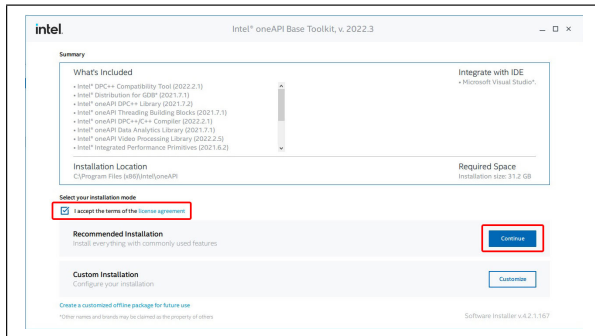 intel.
Intel® oneAPI Base Toolkit, v. 2022.3
Summary
What's Included
• Intel® DPC++ Compatibility Tool (2022.2.1)
• Intel® Distribution for GDB* (2021.7.1)
• Intel® oneAPI DPC++ Library (2021.7.2)
• Intel® oneAPI Threading Building Blocks (2021.7.1)
• Intel® oneAPI DPC++/C++ Compiler (2022.2.1)
• Intel® oneAPI Data Analytics Library (2021.7.1)
• Intel® oneAPI Video Processing Library (2022.2.5)
• Intel® Integrated Performance Primitives (2021.6.2)
Integrate with IDE
• Microsoft Visual Studio*.
Installation Location
C:\Program Files (x86)\Intel\oneAPI
Required Space
Installation size: 31.2 GB
Select your installation mode
I accept the terms of the license agreement
Recommended Installation
Install everything with commonly used features
Continue
Custom Installation
Configure your installation
Customize
Create a customized offline package for future use
*Other names and brands may be claimed as the property of others
Software Installer v.4.2.1.167